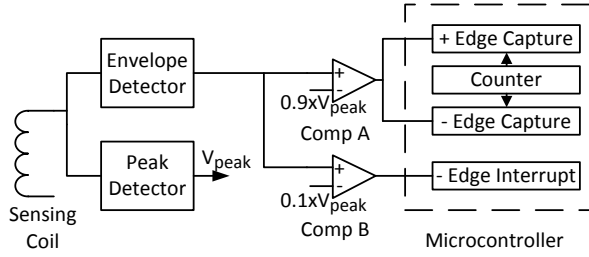 Envelope
Detector
Peak
Detector
Vpeak
Sensing
Coil
+
-
0.9xVpeak
Comp A
+
-
0.1xVpeak
Comp B
+ Edge Capture
Counter
- Edge Capture
- Edge Interrupt
Microcontroller